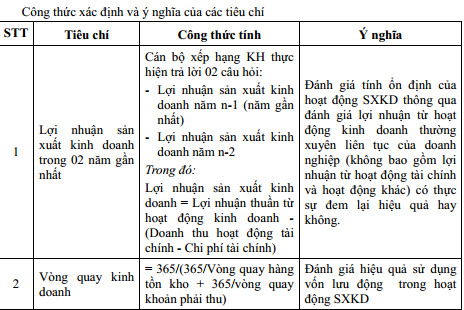 Công thức xác định và ý nghĩa của các tiêu chí
STT
Tiêu chí
Công thức tính
Ý nghĩa
1
Lợi nhuận sản
xuất kinh doanh
trong 02 năm gần
nhất
Cán bộ xếp hạng KH thực
hiện trả lời 02 câu hỏi:
- Lợi nhuận sản xuất kinh
doanh năm n-1 (năm gần
nhất)
- Lợi nhuận sản xuất kinh
doanh năm n-2
Trong đó:
Lợi nhuận sản xuất kinh
doanh = Lợi nhuận thuần từ
hoạt động kinh doanh -
(Doanh thu hoạt động tài
chính - Chi phí tài chính)
Đánh giá tính ổn định của
hoạt động SXKD thông qua
đánh giá lợi nhuận từ hoạt
động kinh doanh thường
xuyên liên tục của doanh
nghiệp (không bao gồm lợi
nhuận từ hoạt động tài chính
và hoạt động khác) có thực
sự đem lại hiệu quả hay
không.
2
Vòng quay kinh
doanh
= 365/(365/Vòng quay hàng
tồn kho + 365/vòng quay
khoản phải thu)
Đánh giá hiệu quả sử dụng
vốn lưu động trong hoạt
động SXKD